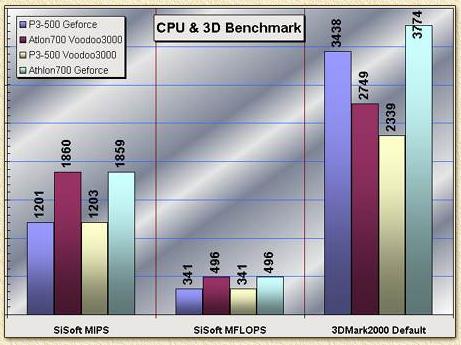 CPU & 3D Benchmark
P3-500 Geforce
Atlon700 Voodoo3000
P3-500 Voodoo3000
Athlon700 Geforce
1201
1860
1203
1859
341
496
341
496
3438
2749
2339
3774
SiSoft MIPS
SiSoft MFLOPS
3DMark2000 Default